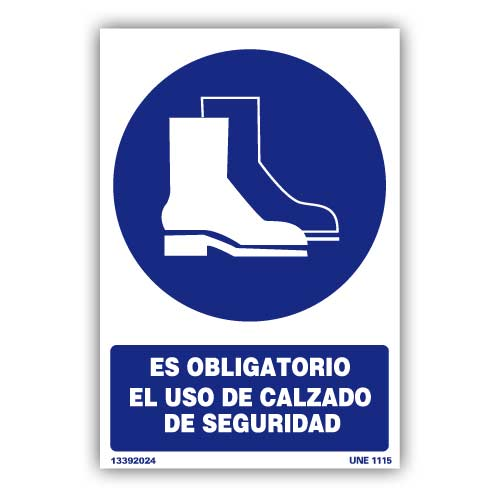 ES OBLIGATORIO
EL USO DE CALZADO
DE SEGURIDAD
13392024 UNE 1115